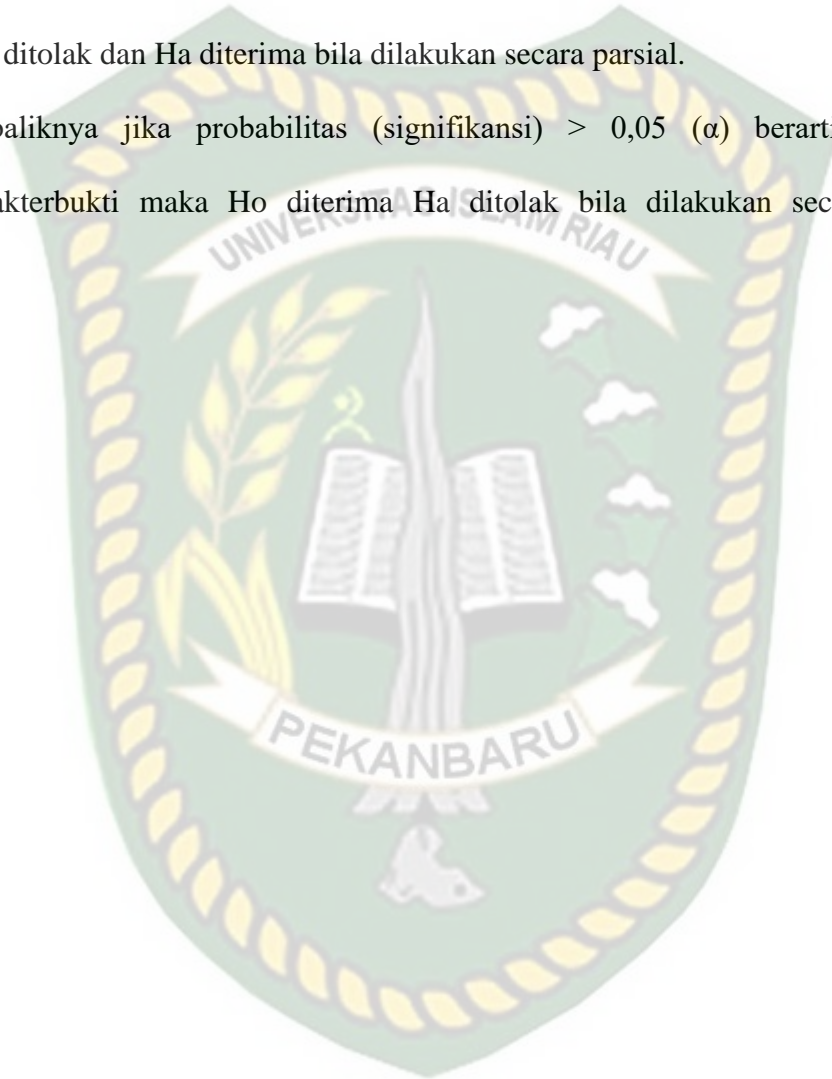 ditolak dan Ha diterima bila dilakukan secara parsial.
baliknya jika probabilitas (signifikansi) > 0,05 (α) berarti
akterbukti maka Ho diterima Ha ditolak bila dilakukan sec
UNIVERSITAS ISLAM RIAU
PEKANBARU